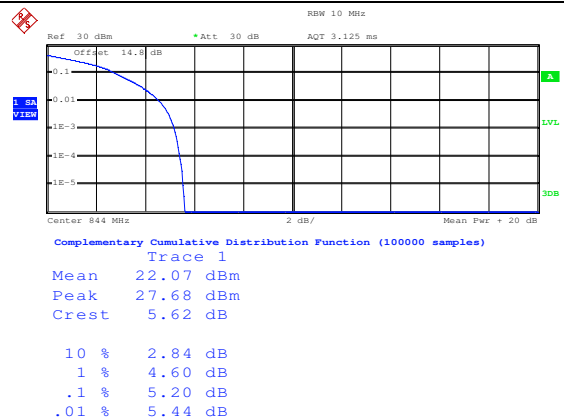 RBW 10 MHz
Ref 30 dBm *Att 30 dB AQT 3.125 ms
Offset 14.8 dB
0.1
A
0.01
1 SA
VIEW
LVL
1E-3
1E-4
1E-5
3DB
Center 844 MHz 2 dB/ Mean Pwr + 20 dB
Complementary Cumulative Distribution Function (100000 samples)
Trace 1
Mean 22.07 dBm
Peak 27.68 dBm
Crest 5.62 dB
10 % 2.84 dB
1 % 4.60 dB
.1 % 5.20 dB
.01 % 5.44 dB